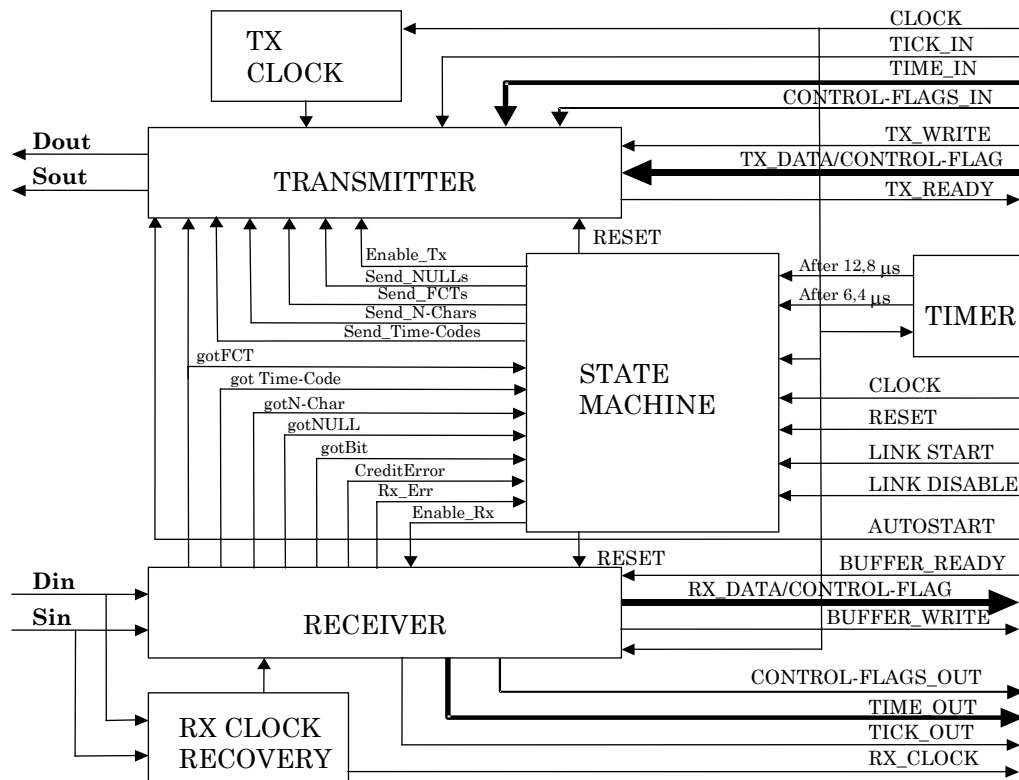 CLOCK
TX
CLOCK
TICK_IN
TIME_IN
CONTROL-FLAGS_IN
Dout
TX_WRITE
TX_DATA/CONTROL-FLAG
Sout
TRANSMITTER
TX_READY
RESET
Enable_Tx
After 12,8 µs
Send_NULLs
Send_FCTs
After 6,4 µs
Send_N-Chars
TIMER
Send_Time-Codes
gotFCT
STATE
MACHINE
got Time-Code
CLOCK
gotN-Char
RESET
gotNULL
gotBit
LINK START
CreditError
LINK DISABLE
Rx_Err
Enable_Rx
AUTOSTART
RESET
BUFFER_READY
Din
RX_DATA/CONTROL-FLAG
Sin
RECEIVER
BUFFER_WRITE
CONTROL-FLAGS_OUT
TIME_OUT
RX CLOCK
RECOVERY
TICK_OUT
RX_CLOCK